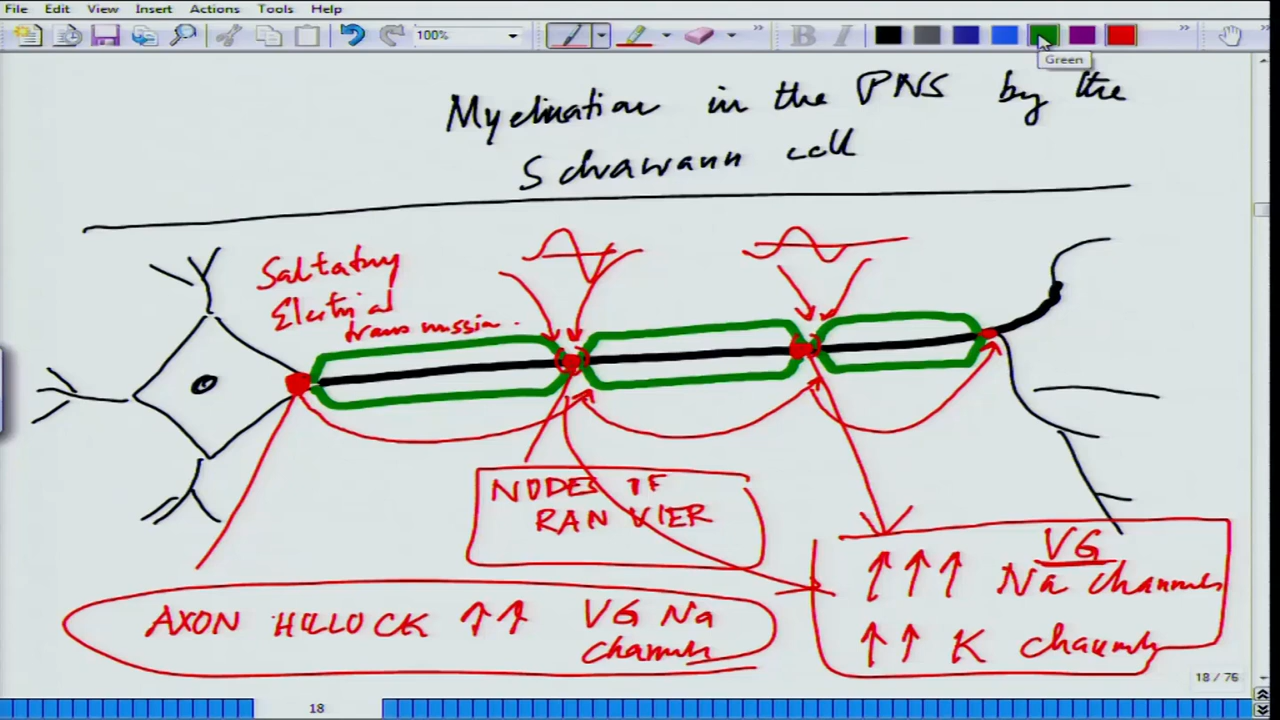 File Edit View Insert Actions Tools Help
100%
B I
Green
Myelination in the PNS by the
Schwann cell
Saltatory
Electrical
transmission.
NODES OF
RANVIER
VG
↑↑↑ Na channels
↑↑ K channels
AXON HILLOCK ↑↑ VG Na
channels
18 / 76
18